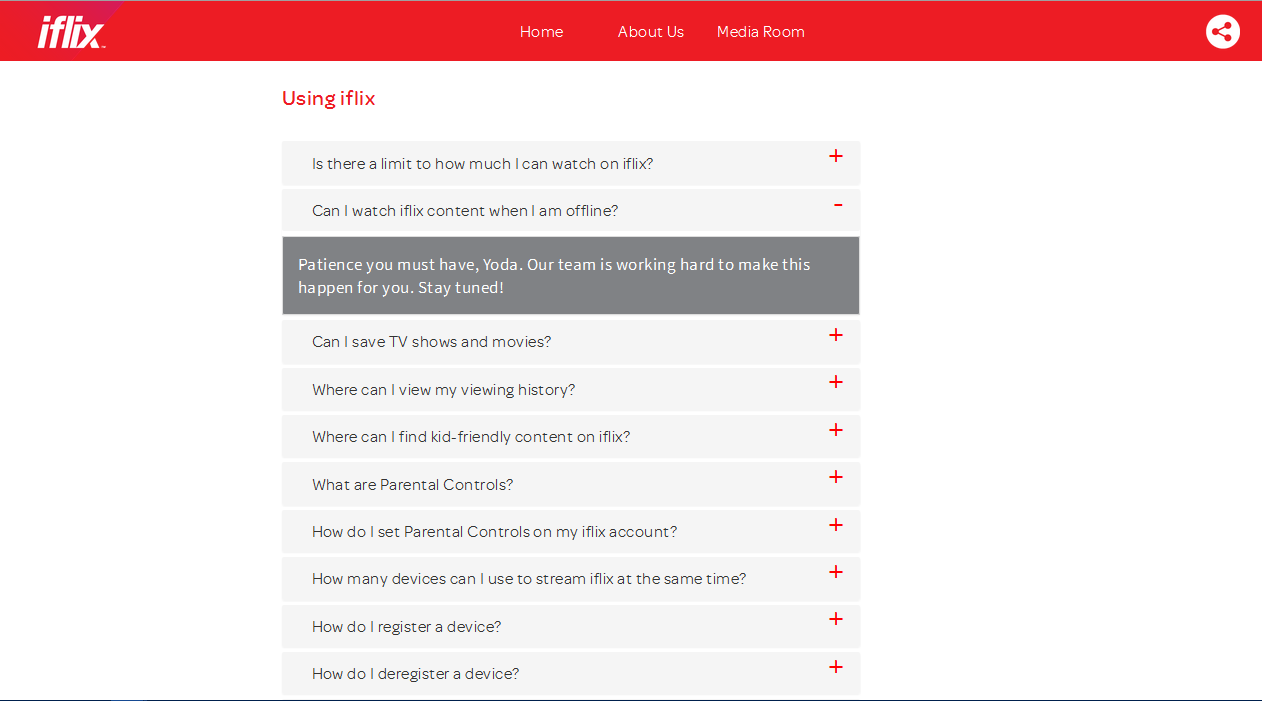 iflix
Home About Us Media Room
Using iflix
Is there a limit to how much I can watch on iflix? +
Can I watch iflix content when I am offline? -
Patience you must have, Yoda. Our team is working hard to make this
happen for you. Stay tuned!
Can I save TV shows and movies? +
Where can I view my viewing history? +
Where can I find kid-friendly content on iflix? +
What are Parental Controls? +
How do I set Parental Controls on my iflix account? +
How many devices can I use to stream iflix at the same time? +
How do I register a device? +
How do I deregister a device? +